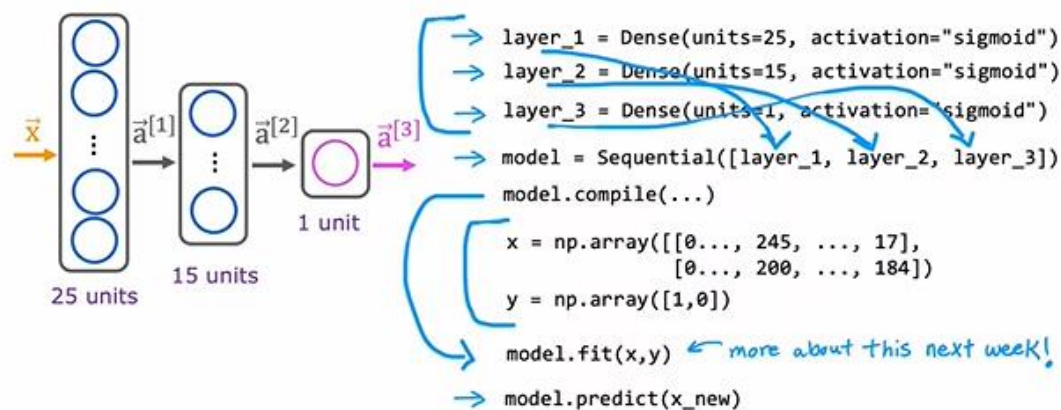 x⃗
a⃗[1]
a⃗[2]
a⃗[3]
25 units
15 units
1 unit
layer_1 = Dense(units=25, activation="sigmoid")
layer_2 = Dense(units=15, activation="sigmoid")
layer_3 = Dense(units=1, activation="sigmoid")
model = Sequential([layer_1, layer_2, layer_3])
model.compile(...)
x = np.array([[0..., 245, ..., 17],
[0..., 200, ..., 184])
y = np.array([1,0])
model.fit(x,y) more about this next week!
model.predict(x_new)